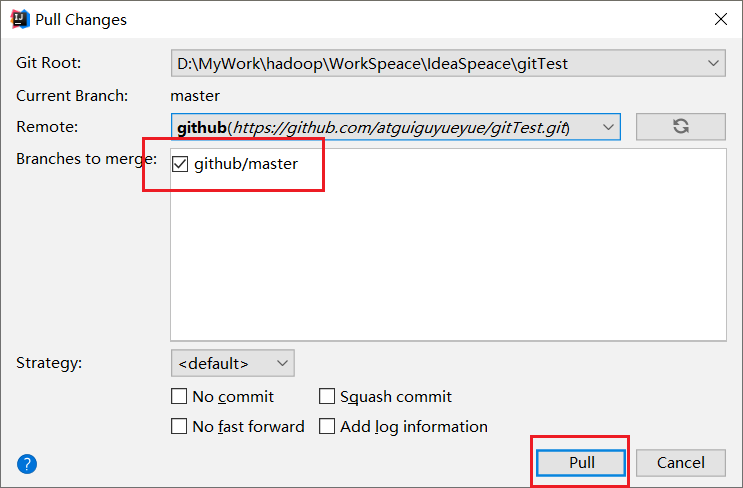 Pull Changes
Git Root: D:\MyWork\hadoop\WorkSpeace\IdeaSpeace\gitTest
Current Branch: master
Remote: github(https://github.com/atguiguyueyue/gitTest.git)
Branches to merge: github/master
Strategy: <default>
No commit Squash commit
No fast forward Add log information
? Pull Cancel